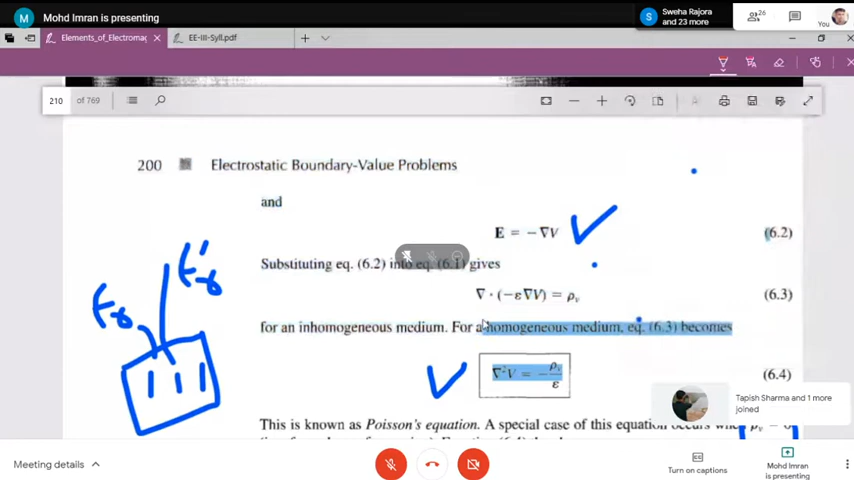 M Mohd Imran is presenting
S Sweha Rajora
and 23 more
26
You
Elements_of_Electromag
EE-III-Syll.pdf
210 of 769
200 Electrostatic Boundary-Value Problems
and
E = −∇V (6.2)
Substituting eq. (6.2) into eq. (6.1) gives
∇ · (−ε∇V) = ρᵥ (6.3)
for an inhomogeneous medium. For a homogeneous medium, eq. (6.3) becomes
∇²V = −ρᵥ/ε (6.4)
This is known as Poisson's equation. A special case of this equation occurs when ρᵥ = 0
Tapish Sharma and 1 more
joined
Meeting details
Turn on captions
Mohd Imran
is presenting